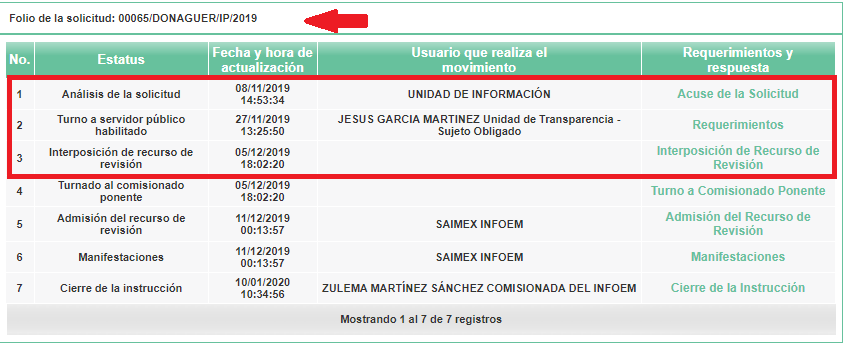 Folio de la solicitud: 00065/DONAGUER/IP/2019
No. Estatus Fecha y hora de actualización Usuario que realiza el movimiento Requerimientos y respuesta
1 Análisis de la solicitud 08/11/2019 14:53:34 UNIDAD DE INFORMACIÓN Acuse de la Solicitud
2 Turno a servidor público habilitado 27/11/2019 13:25:50 JESUS GARCIA MARTINEZ Unidad de Transparencia - Sujeto Obligado Requerimientos
3 Interposición de recurso de revisión 05/12/2019 18:02:20 Interposición de Recurso de Revisión
4 Turnado al comisionado ponente 05/12/2019 18:02:20 Turno a Comisionado Ponente
5 Admisión del recurso de revisión 11/12/2019 00:13:57 SAIMEX INFOEM Admisión del Recurso de Revisión
6 Manifestaciones 11/12/2019 00:13:57 SAIMEX INFOEM Manifestaciones
7 Cierre de la instrucción 10/01/2020 10:34:56 ZULEMA MARTÍNEZ SÁNCHEZ COMISIONADA DEL INFOEM Cierre de la Instrucción
Mostrando 1 al 7 de 7 registros